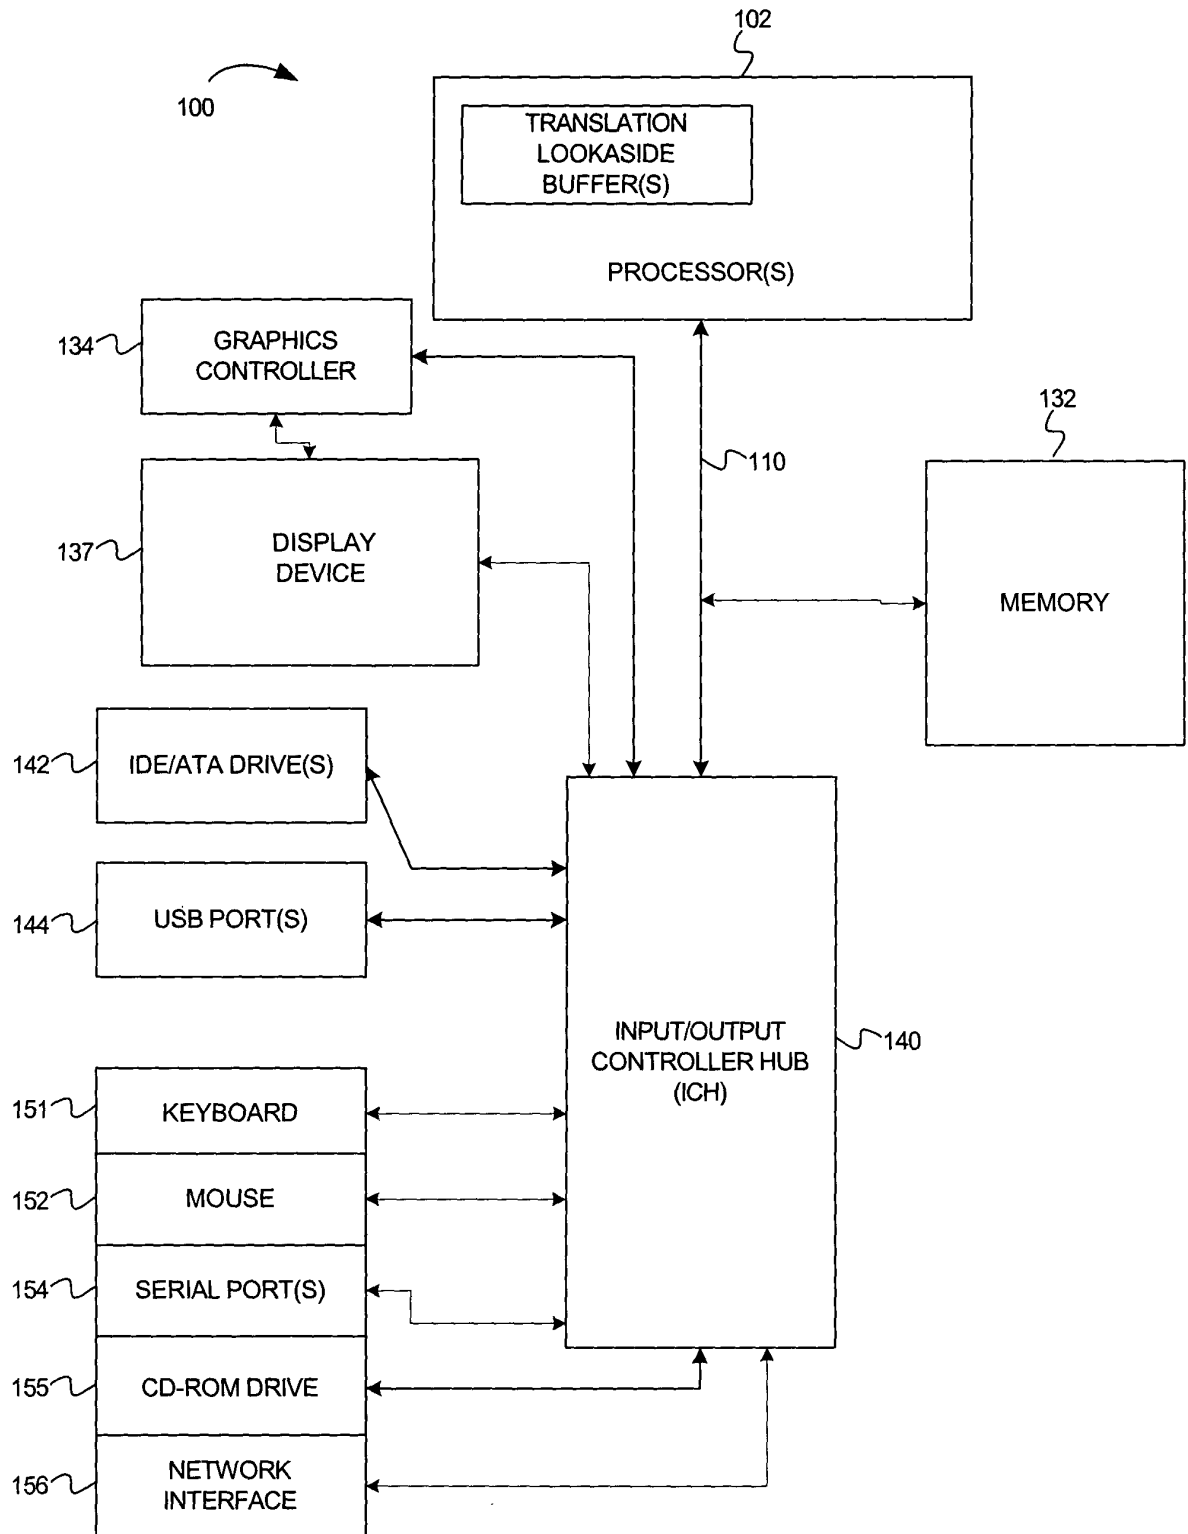 102
100
TRANSLATION
LOOKASIDE
BUFFER(S)
PROCESSOR(S)
134
GRAPHICS
CONTROLLER
132
110
137
DISPLAY
DEVICE
MEMORY
142
IDE/ATA DRIVE(S)
144
USB PORT(S)
INPUT/OUTPUT
CONTROLLER HUB
(ICH)
140
151
KEYBOARD
152
MOUSE
154
SERIAL PORT(S)
155
CD-ROM DRIVE
156
NETWORK
INTERFACE